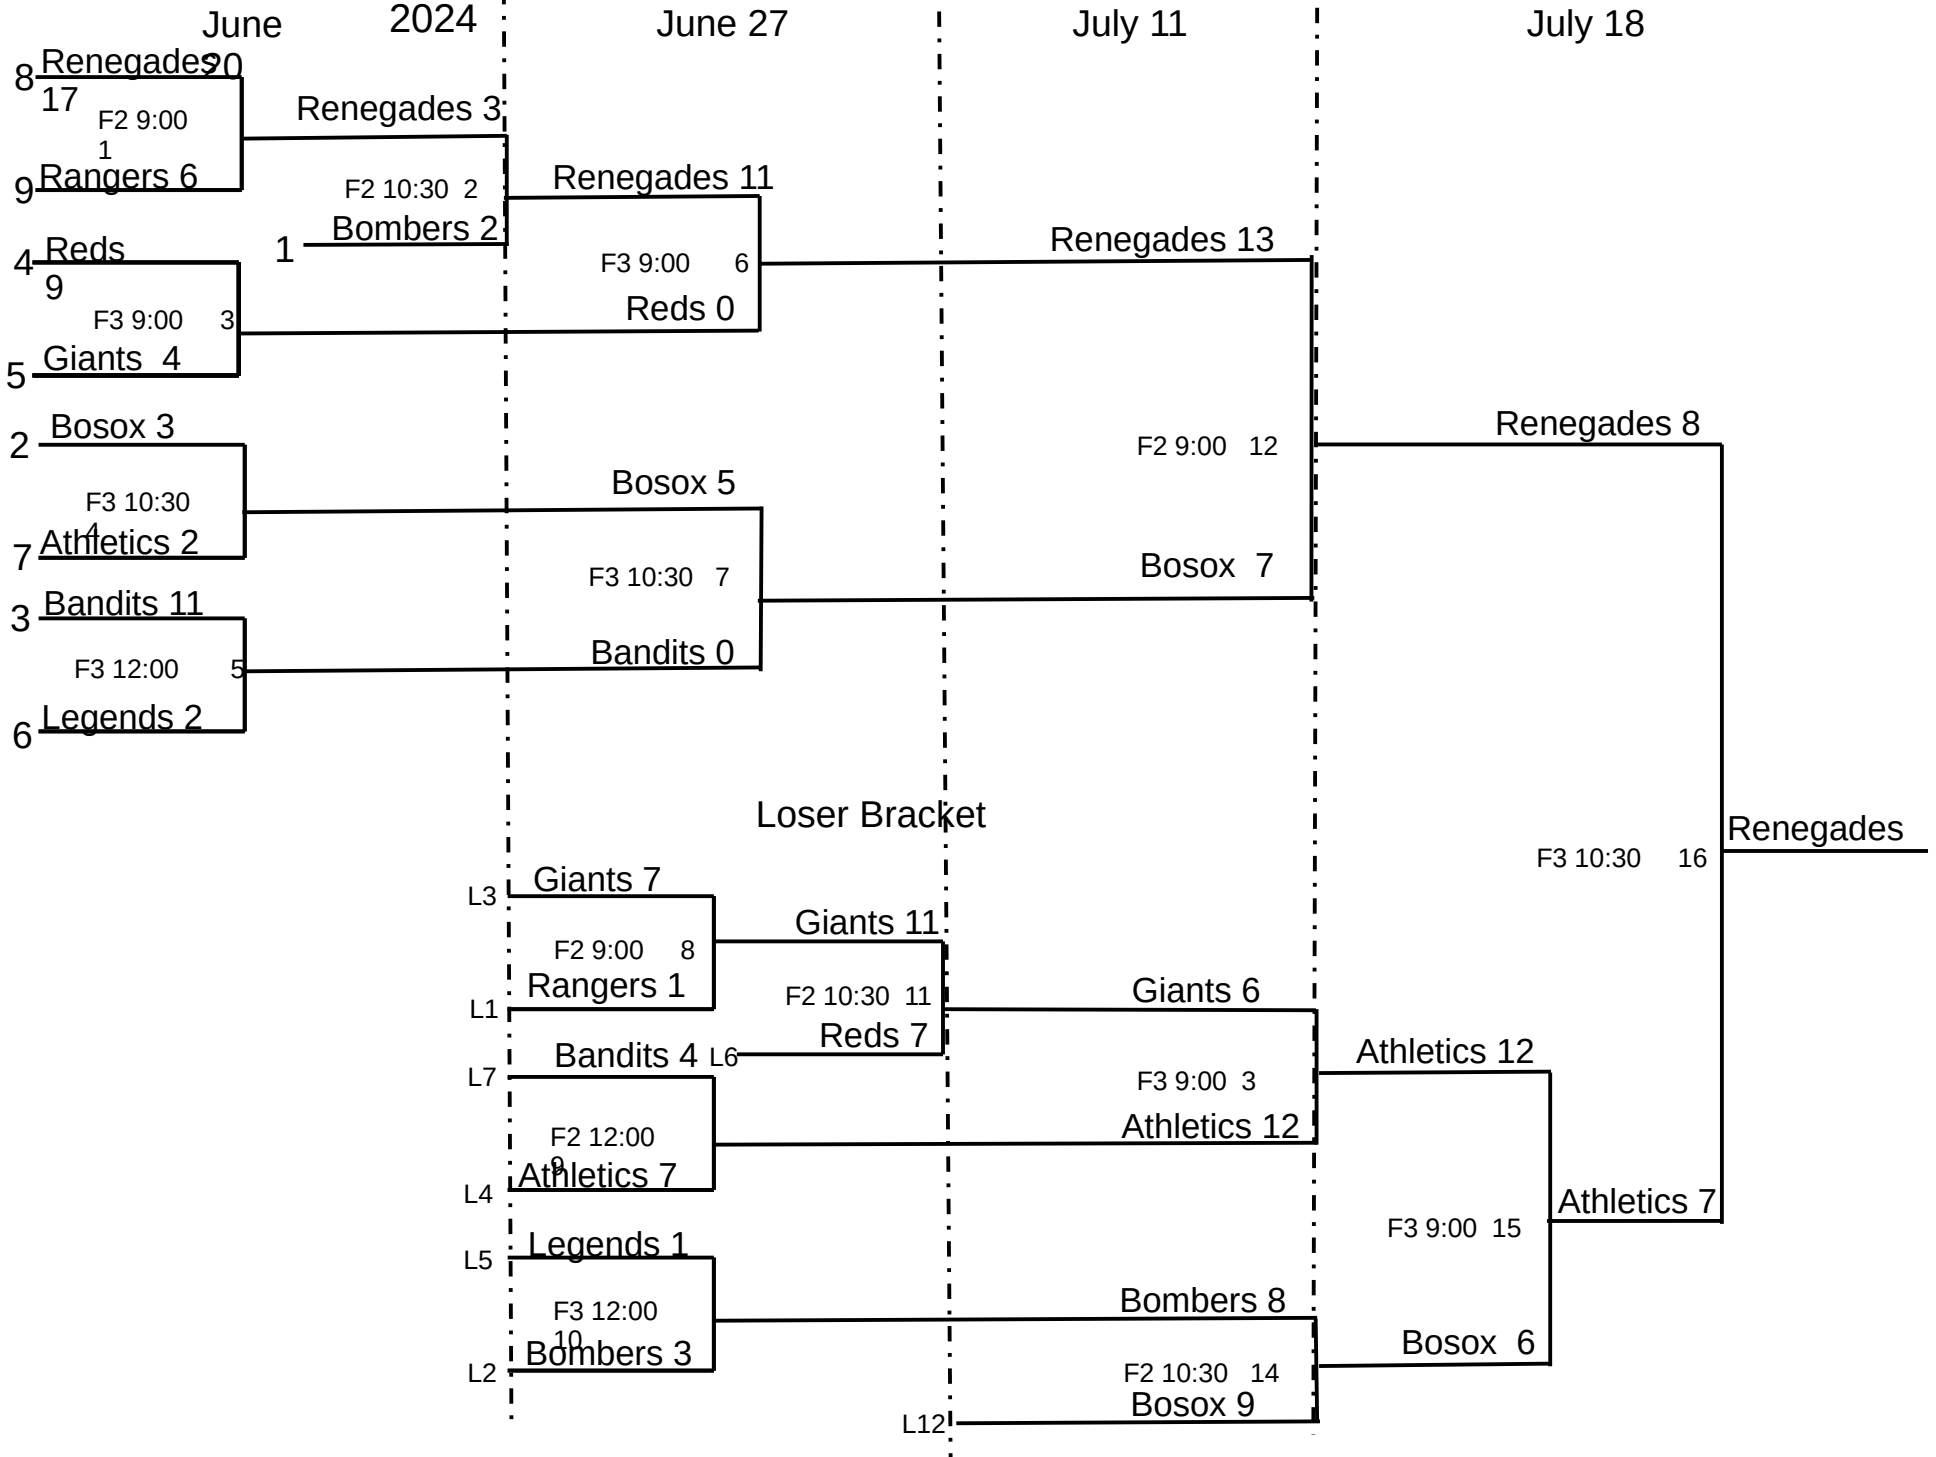 June 20
2024
June 27
July 11
July 18
8
Renegades 17
F2 9:00
1
9
Rangers 6
Renegades 3
F2 10:30 2
1
Bombers 2
4
Reds
9
F3 9:00 3
5
Giants 4
Renegades 11
F3 9:00 6
Reds 0
Renegades 13
2
Bosox 3
F3 10:30
4
7
Athletics 2
3
Bandits 11
F3 12:00 5
6
Legends 2
Bosox 5
F3 10:30 7
Bandits 0
F2 9:00 12
Bosox 7
Renegades 8
Loser Bracket
L3
Giants 7
F2 9:00 8
L1
Rangers 1
Giants 11
F2 10:30 11
L6
Reds 7
L7
Bandits 4
F2 12:00
9
L4
Athletics 7
L5
Legends 1
F3 12:00
10
L2
Bombers 3
Giants 6
F3 9:00 3
Athletics 12
Bombers 8
F2 10:30 14
L12
Bosox 9
Athletics 12
F3 9:00 15
Bosox 6
Athletics 7
F3 10:30 16
Renegades